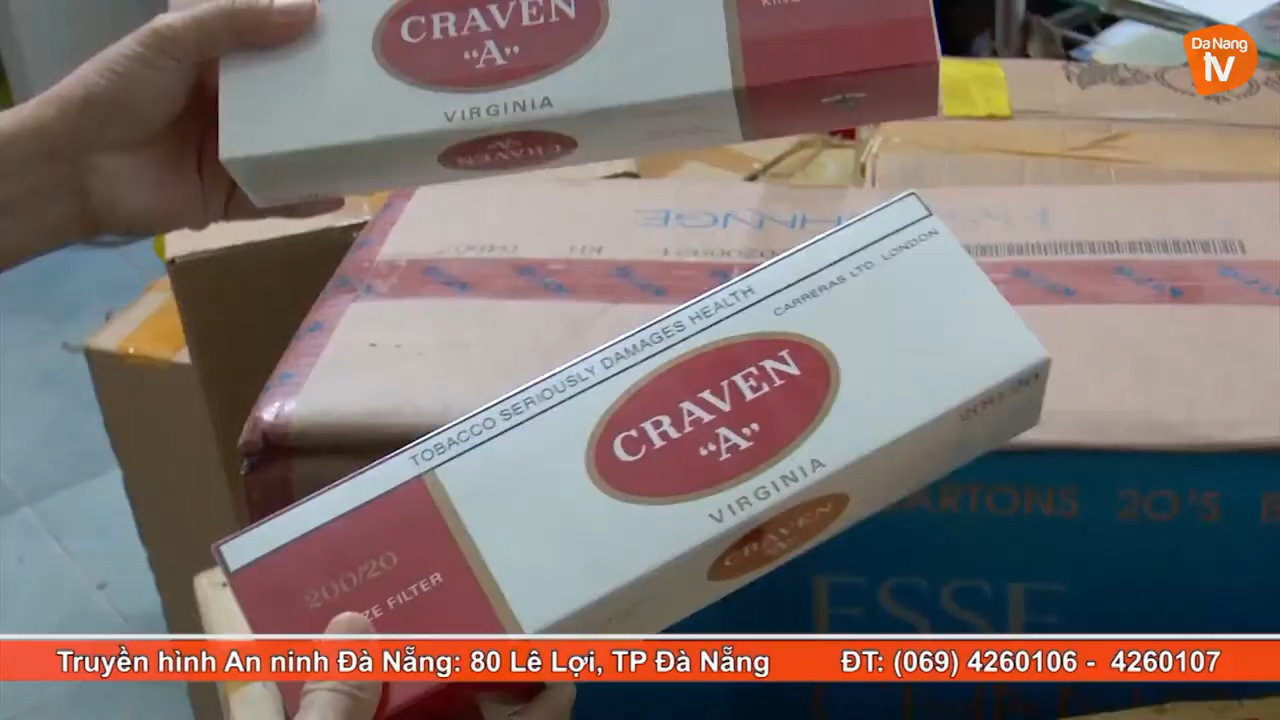 CRAVEN
"A"
VIRGINIA
CRAVEN
"A"
Da Nang
TV
TOBACCO SERIOUSLY DAMAGES HEALTH
CARRERAS LTD. LONDON
CRAVEN
"A"
VIRGINIA
CRAVEN
"A"
200/20
FILTER
20'S
ESSE
Truyền hình An ninh Đà Nẵng: 80 Lê Lợi, TP Đà Nẵng ĐT: (069) 4260106 - 4260107